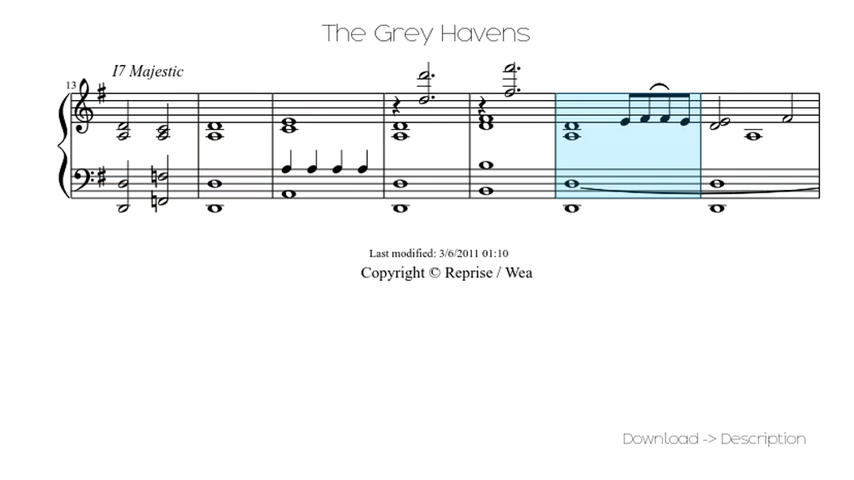 The Grey Havens
I7 Majestic
13
Last modified: 3/6/2011 01:10
Copyright © Reprise / Wea
Download -> Description